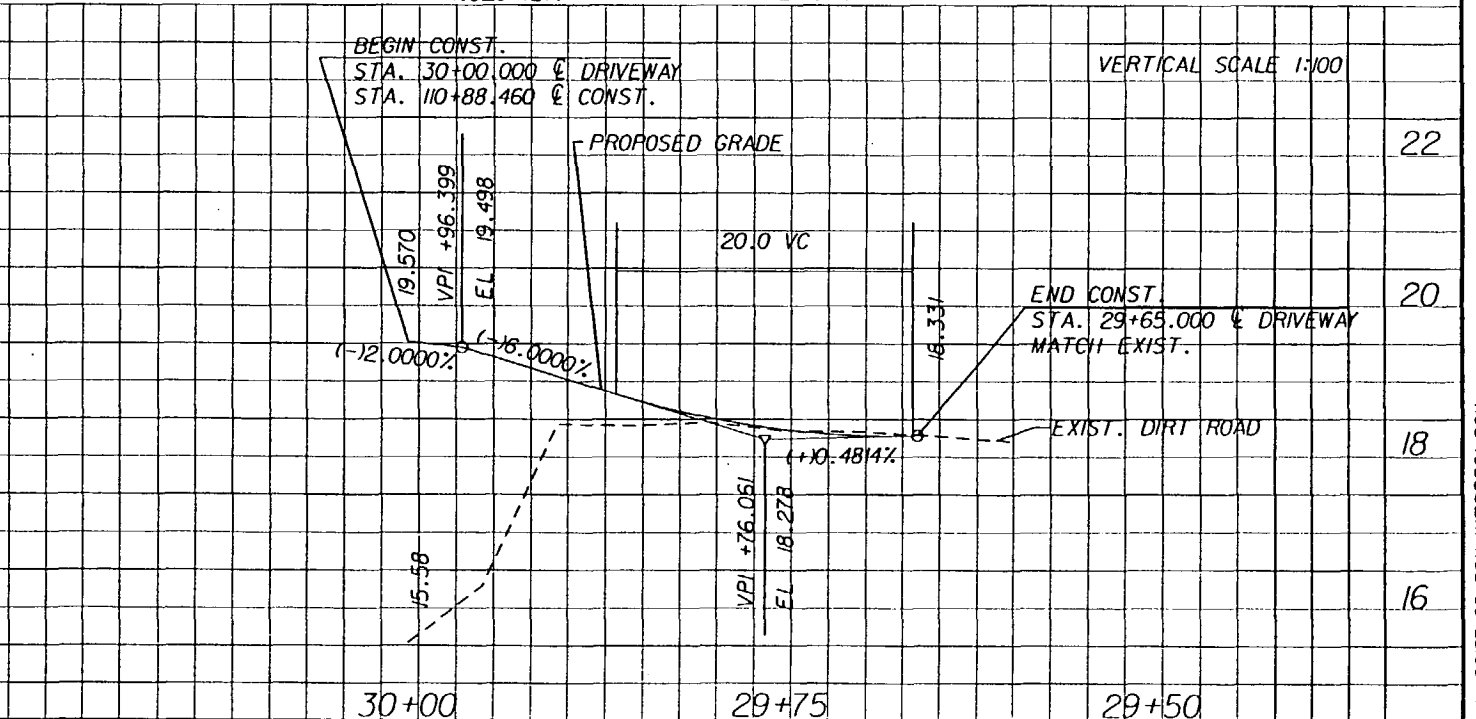 BEGIN CONST.
STA. 30+00.000 ℄ DRIVEWAY
STA. 110+88.460 ℄ CONST.
VERTICAL SCALE 1:100
PROPOSED GRADE
22
19.570
VPI +96.399
EL 19.498
20.0 VC
18.331
END CONST.
STA. 29+65.000 ℄ DRIVEWAY
MATCH EXIST.
20
(-)2.0000%
(-)6.0000%
EXIST. DIRT ROAD
18
(+)0.4814%
VPI +76.051
EL 18.278
15.58
16
30+00
29+75
29+50